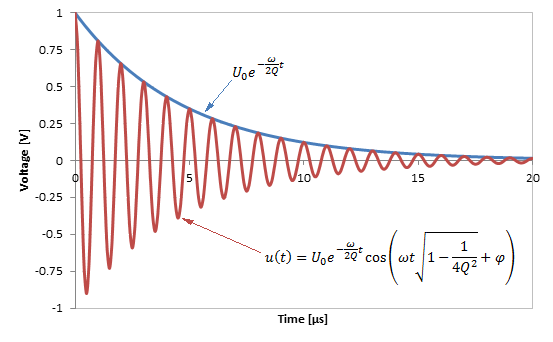 1
0.75
0.5
0.25
0
-0.25
-0.5
-0.75
-1
Voltage [V]
U₀e^(-ω/2Q t)
0 5 10 15 20
u(t) = U₀e^(-ω/2Q t) cos(ωt √(1 - 1/4Q²) + φ)
Time [µs]